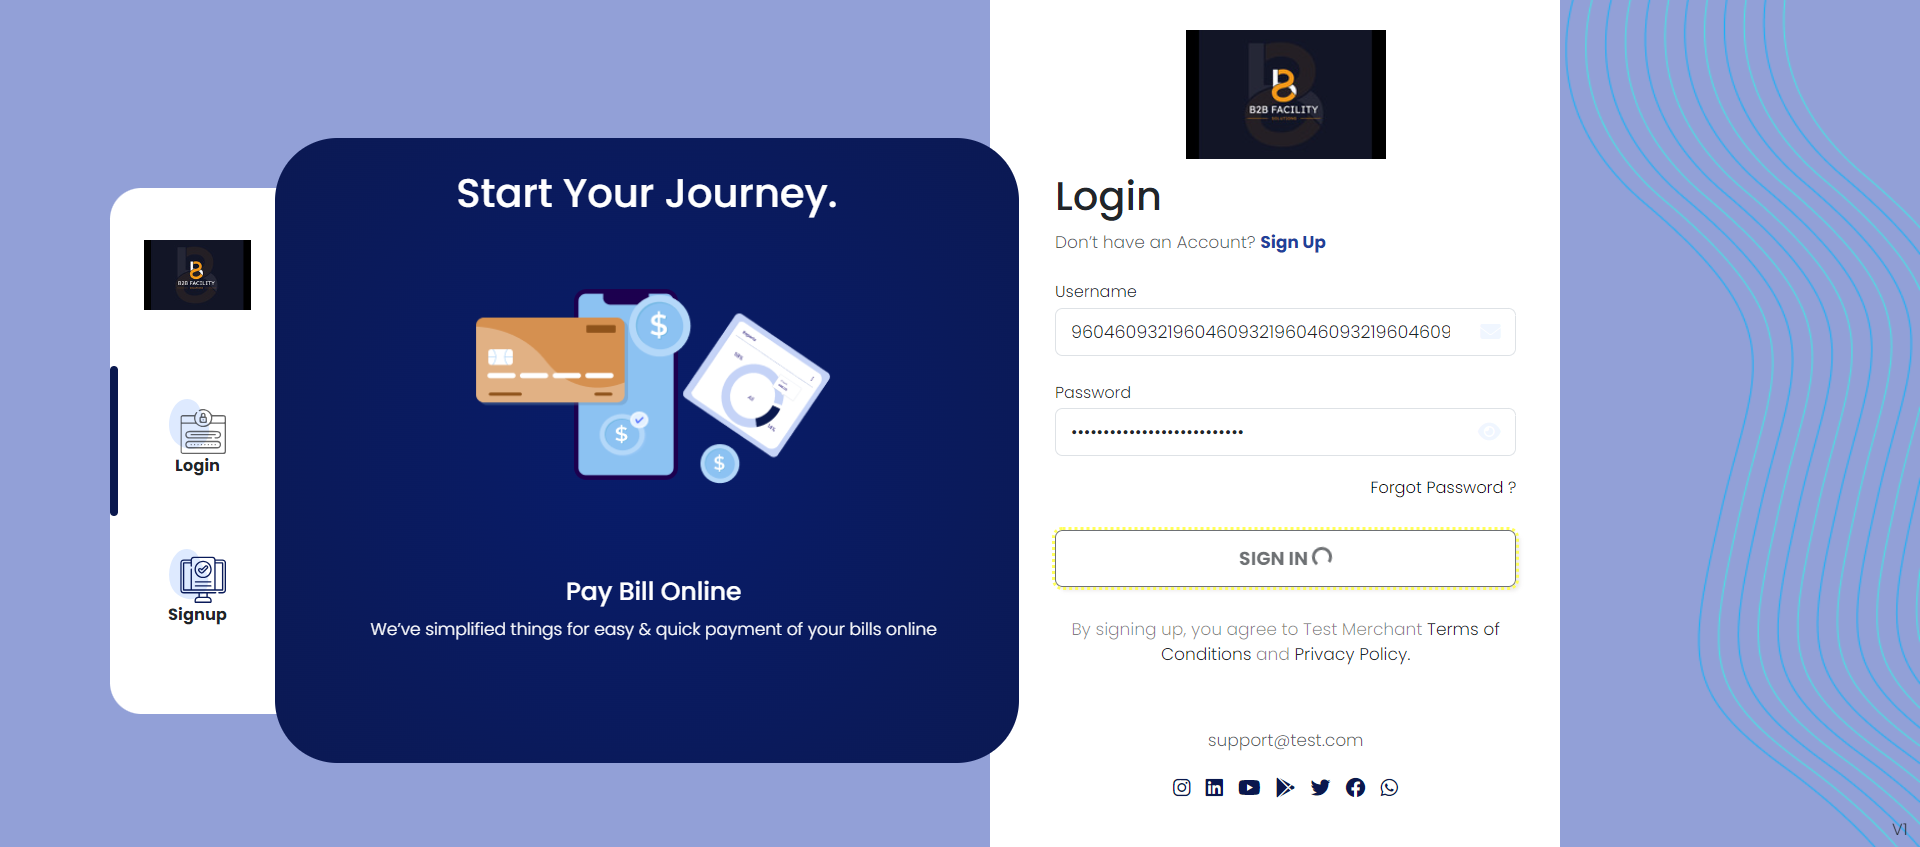 B2B FACILITY
SOLUTIONS
Login
Don't have an Account? Sign Up
Username
9604609321960460932196046093219604609
Password
•••••••••••••••••••••••••••
Forgot Password ?
SIGN IN
By signing up, you agree to Test Merchant Terms of
Conditions and Privacy Policy.
support@test.com
Start Your Journey.
Pay Bill Online
We've simplified things for easy & quick payment of your bills online
B2B FACILITY
Login
Signup
V1